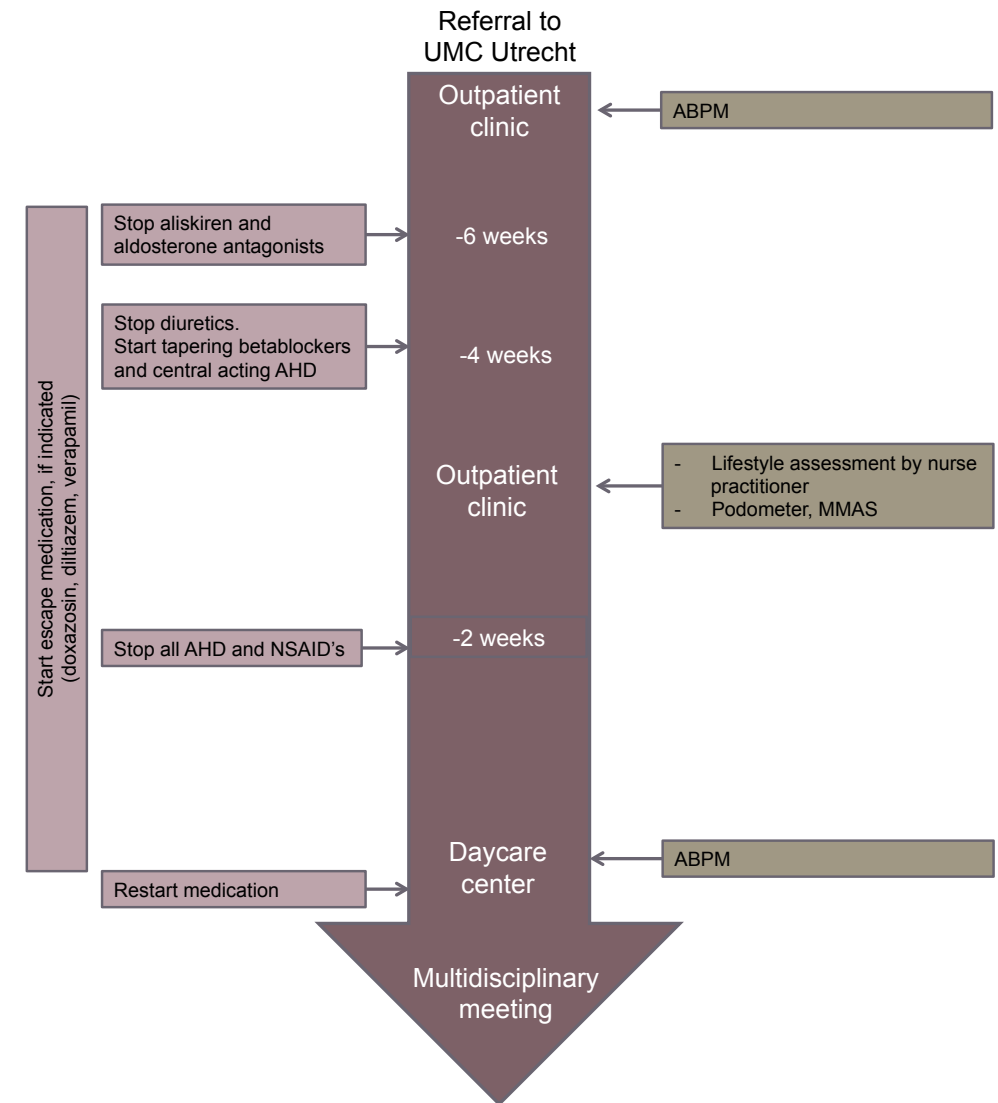 Referral to
UMC Utrecht
Outpatient
clinic
ABPM
Stop aliskiren and
aldosterone antagonists
-6 weeks
Stop diuretics.
Start tapering betablockers
and central acting AHD
-4 weeks
Start escape medication, if indicated
(doxazosin, diltiazem, verapamil)
Outpatient
clinic
- Lifestyle assessment by nurse
practitioner
- Podometer, MMAS
Stop all AHD and NSAID's
-2 weeks
Daycare
center
ABPM
Restart medication
Multidisciplinary
meeting